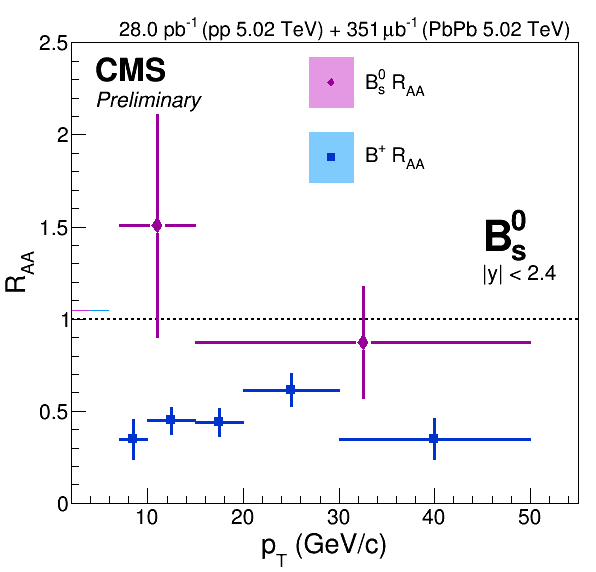 28.0 pb⁻¹ (pp 5.02 TeV) + 351 μb⁻¹ (PbPb 5.02 TeV)
CMS
Preliminary
B⁰ₛ R_AA
B⁺ R_AA
B⁰ₛ
|y| < 2.4
R_AA
2.5
2
1.5
1
0.5
0
10 20 30 40 50
p_T (GeV/c)